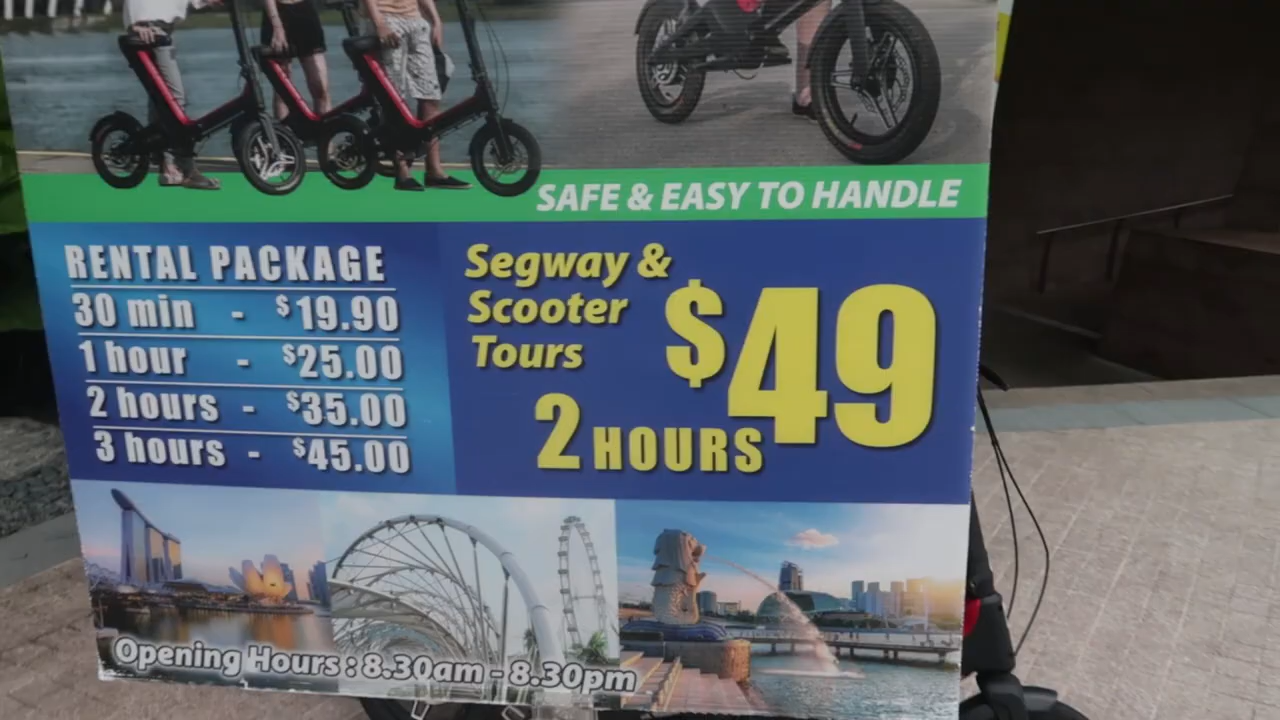 SAFE & EASY TO HANDLE
RENTAL PACKAGE
30 min - $19.90
1 hour - $25.00
2 hours - $35.00
3 hours - $45.00
Segway &
Scooter
Tours
$49
2 HOURS
Opening Hours : 8.30am - 8.30pm